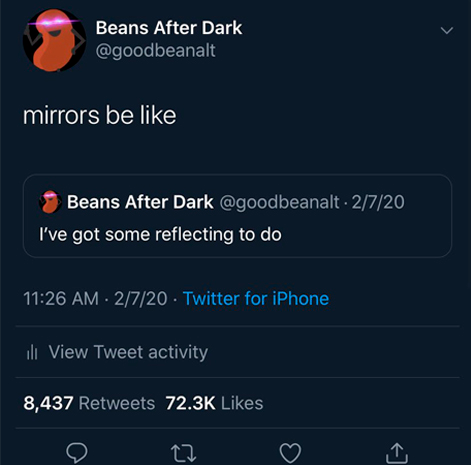 Beans After Dark
@goodbeanalt
mirrors be like
Beans After Dark @goodbeanalt · 2/7/20
I've got some reflecting to do
11:26 AM · 2/7/20 · Twitter for iPhone
View Tweet activity
8,437 Retweets 72.3K Likes